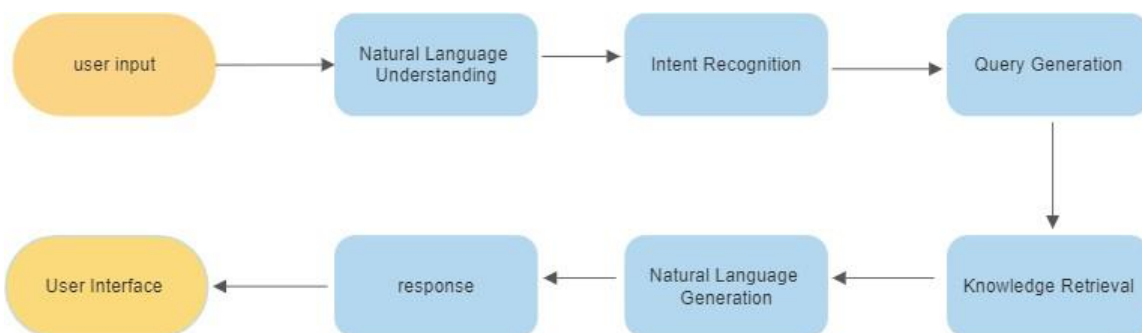 user input
Natural Language
Understanding
Intent Recognition
Query Generation
User Interface
response
Natural Language
Generation
Knowledge Retrieval